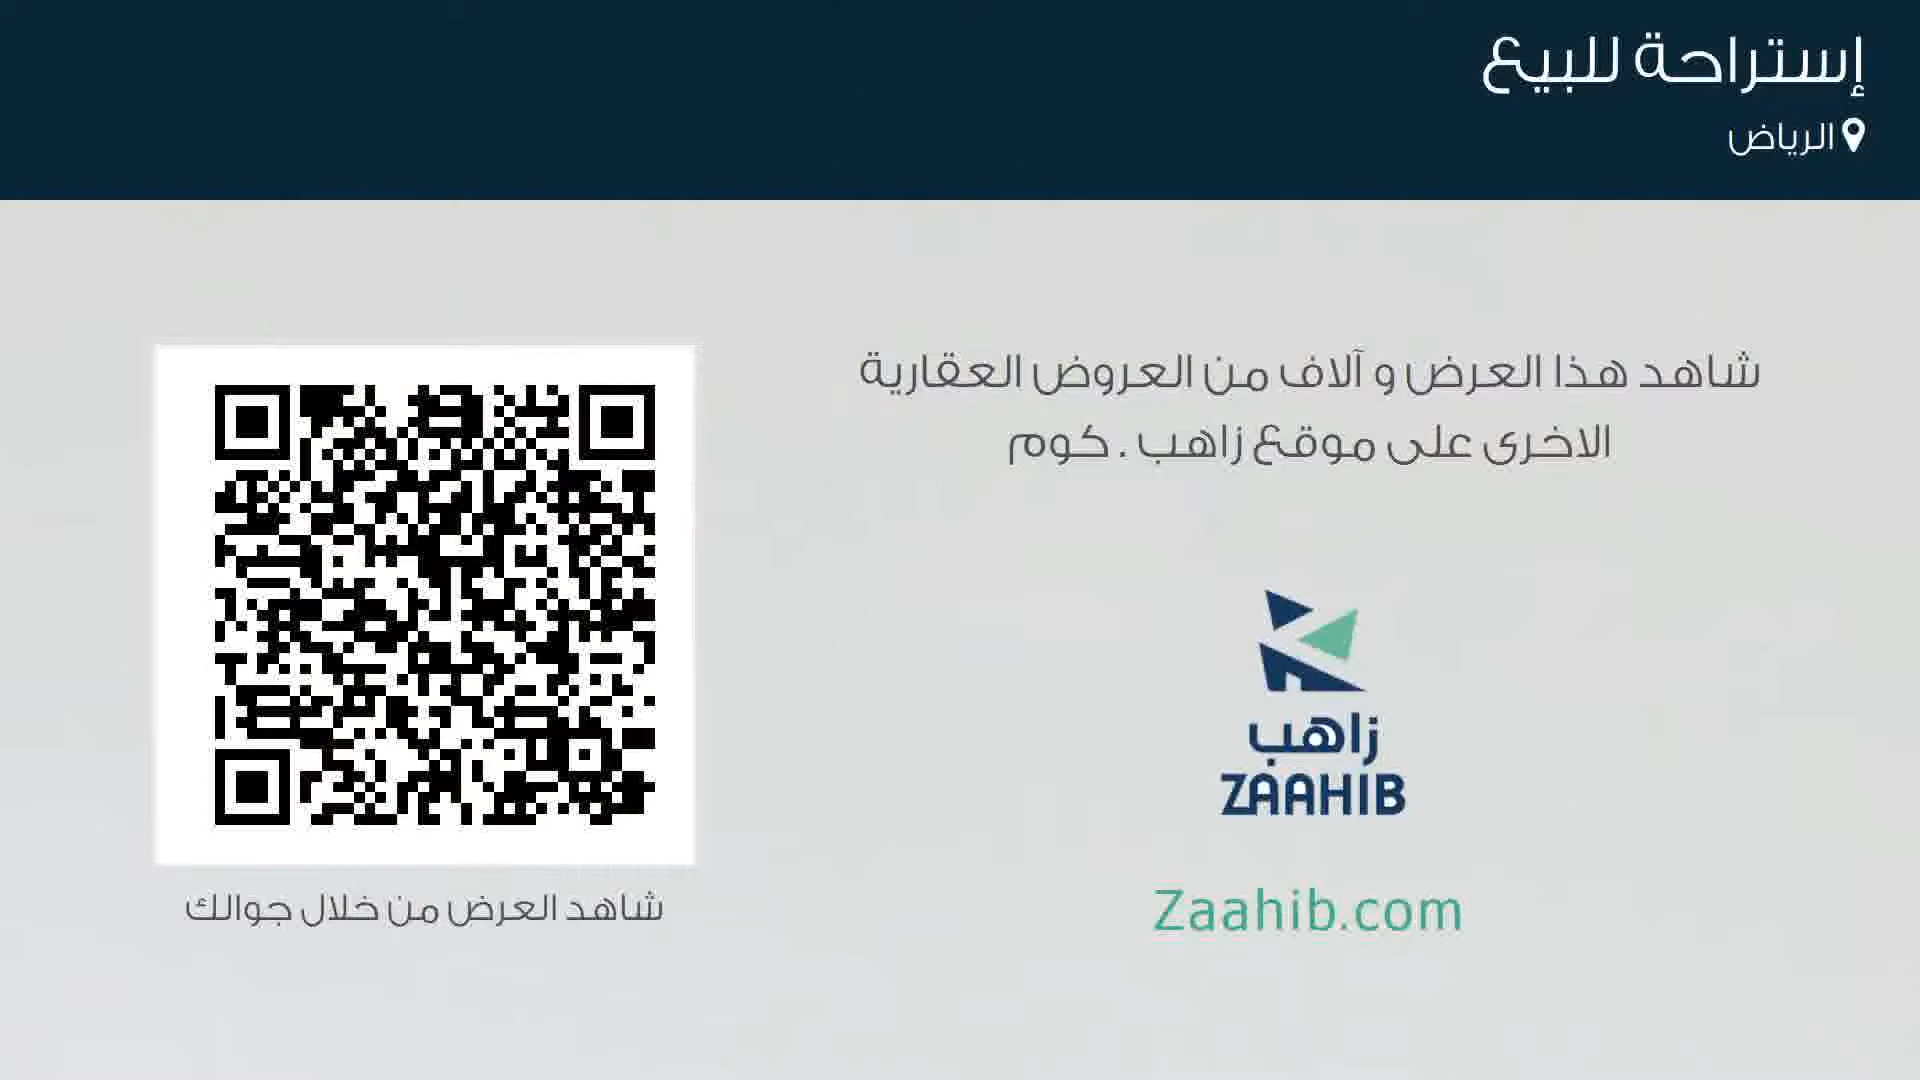 إستراحة للبيع
الرياض
شاهد هذا العرض و آلاف من العروض العقارية
الاخرى على موقع زاهب . كوم
زاهب
ZAAHIB
Zaahib.com
شاهد العرض من خلال جوالك